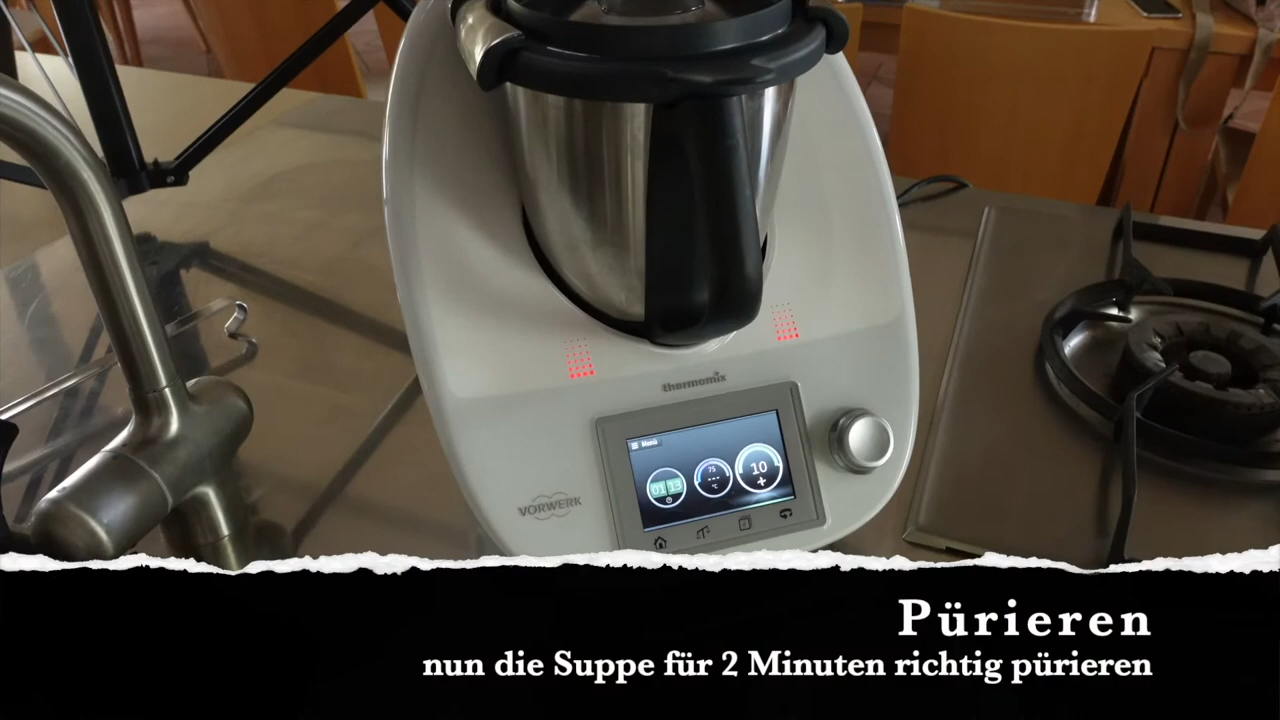 thermomix
Menü
01 13
75
---
°C
10
+
VORWERK
Pürieren
nun die Suppe für 2 Minuten richtig pürieren